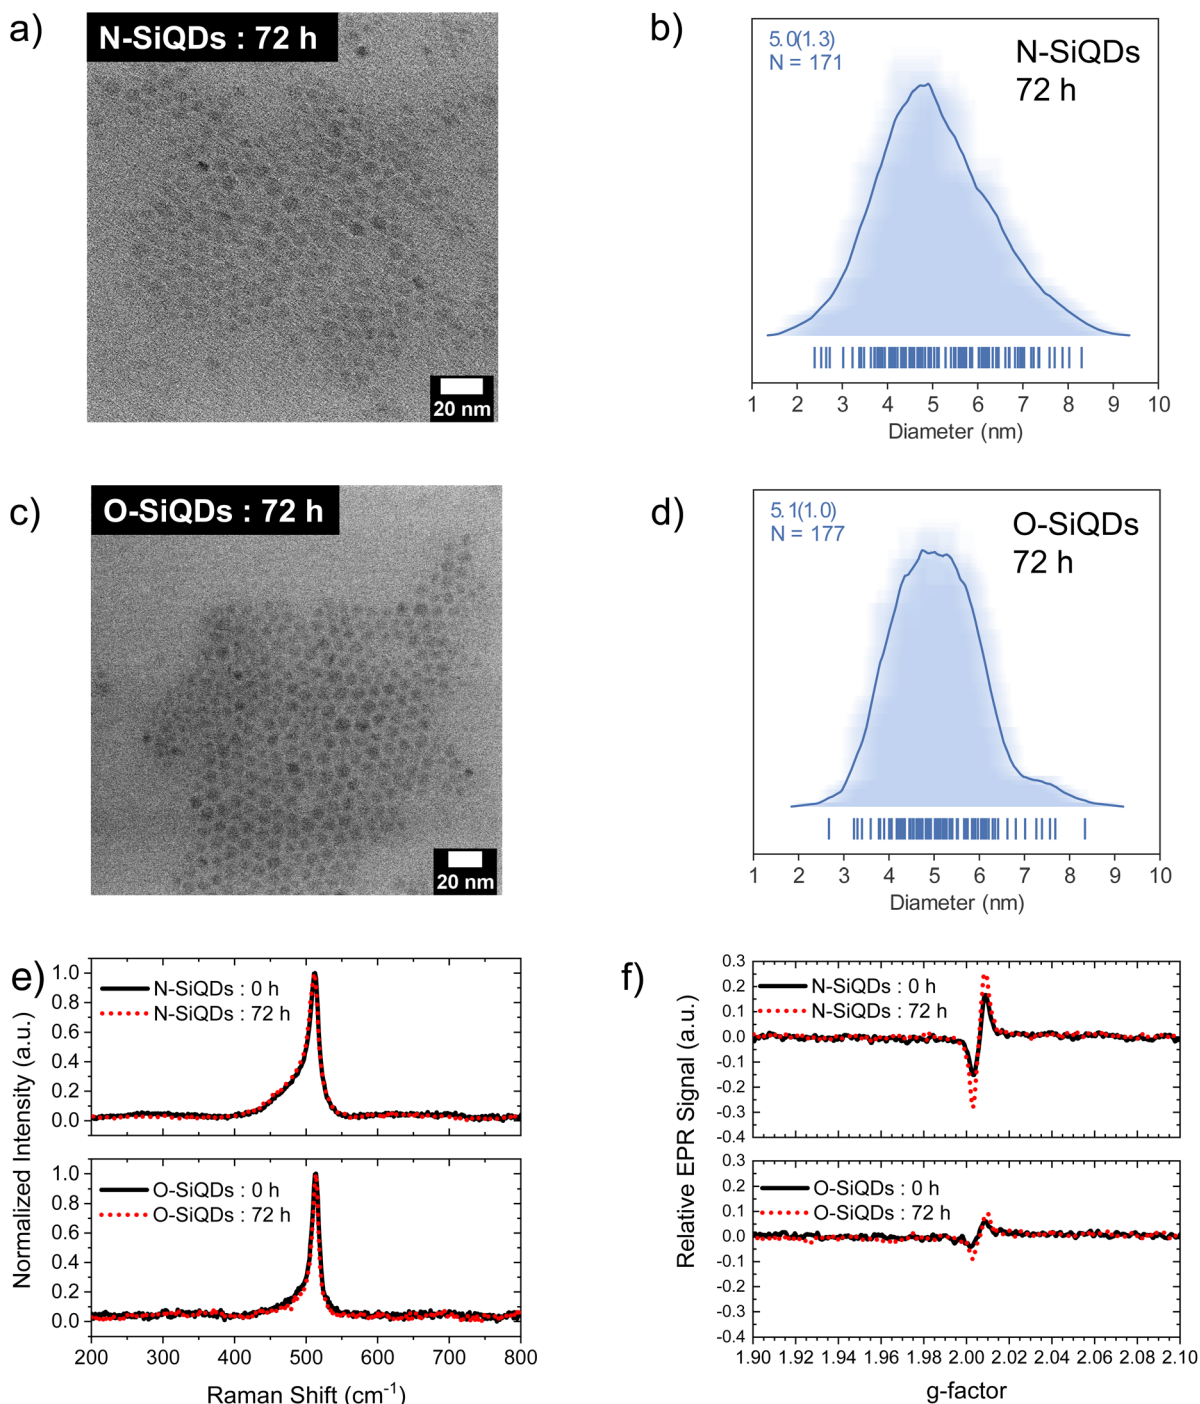 a)
N-SiQDs : 72 h
20 nm
b)
5.0(1.3)
N = 171
N-SiQDs
72 h
1 2 3 4 5 6 7 8 9 10
Diameter (nm)
c)
O-SiQDs : 72 h
20 nm
d)
5.1(1.0)
N = 177
O-SiQDs
72 h
1 2 3 4 5 6 7 8 9 10
Diameter (nm)
e)
Normalized Intensity (a.u.)
1.0
0.8
0.6
0.4
0.2
0.0
N-SiQDs : 0 h
N-SiQDs : 72 h
1.0
0.8
0.6
0.4
0.2
0.0
O-SiQDs : 0 h
O-SiQDs : 72 h
200 300 400 500 600 700 800
Raman Shift (cm⁻¹)
f)
Relative EPR Signal (a.u.)
0.3
0.2
0.1
0.0
-0.1
-0.2
-0.3
-0.4
N-SiQDs : 0 h
N-SiQDs : 72 h
0.3
0.2
0.1
0.0
-0.1
-0.2
-0.3
-0.4
O-SiQDs : 0 h
O-SiQDs : 72 h
1.90 1.92 1.94 1.96 1.98 2.00 2.02 2.04 2.06 2.08 2.10
g-factor